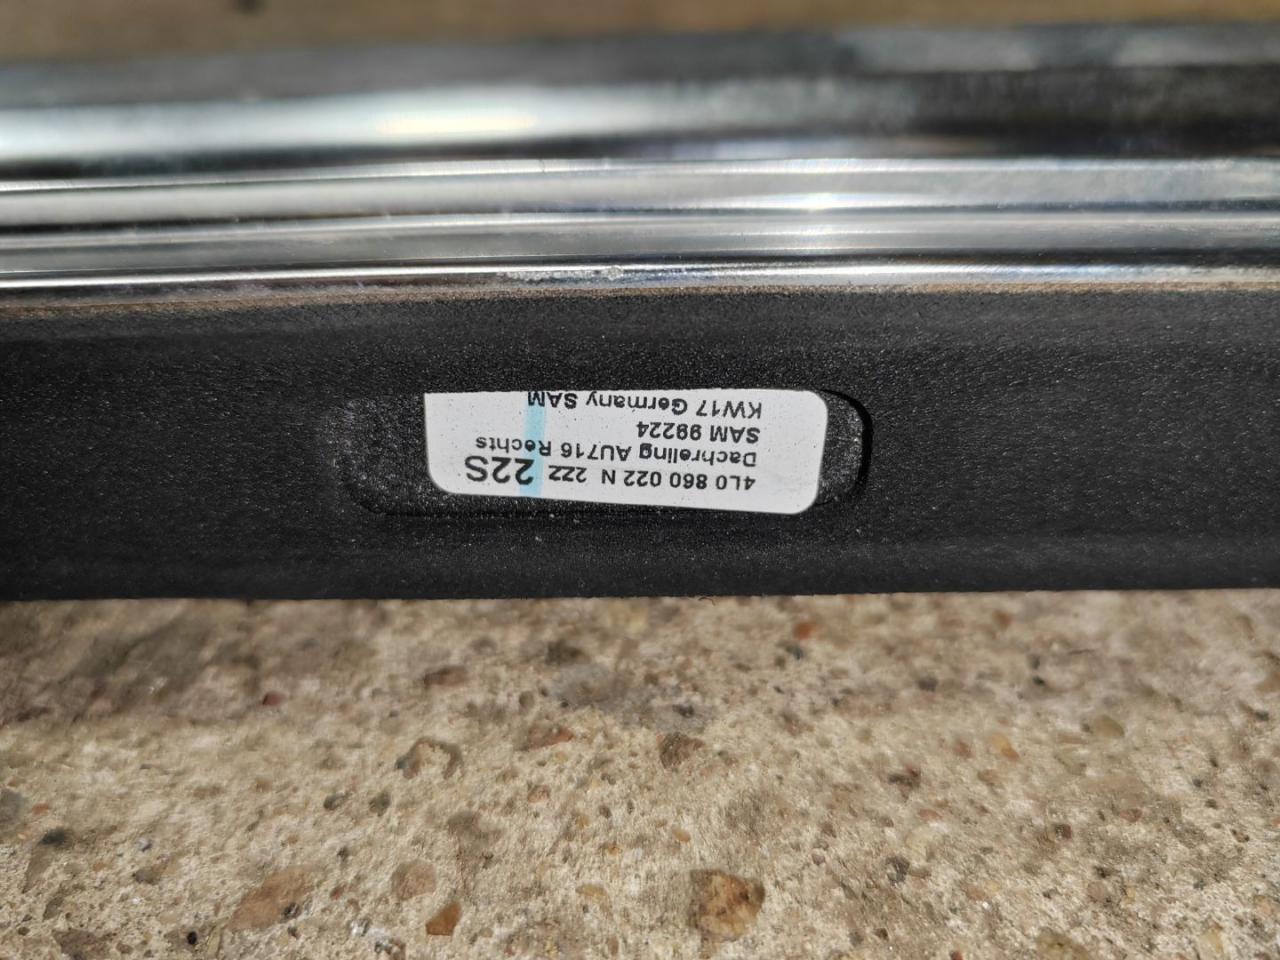 4L0 860 022 N 2ZZ 22S
Dachreling AU716 Rechts
SAM 99224
KW17 Germany SAM